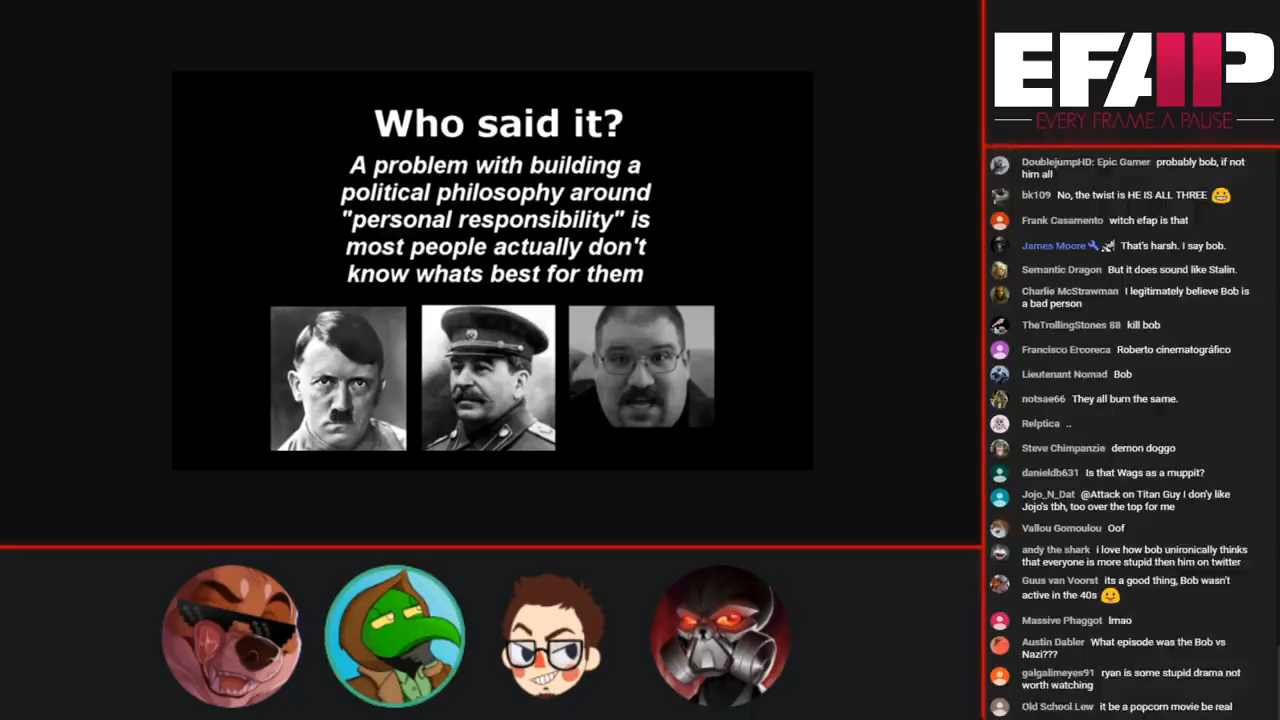 Who said it?
A problem with building a
political philosophy around
"personal responsibility" is
most people actually don't
know whats best for them
EFAP
EVERY FRAME A PAUSE
DoublejumpHD: Epic Gamer probably bob, if not
him all
bk109 No, the twist is HE IS ALL THREE
Frank Casamento witch efap is that
James Moore That's harsh. I say bob.
Semantic Dragon But it does sound like Stalin.
Charlie McStrawman I legitimately believe Bob is
a bad person
TheTrollingStones 88 kill bob
Francisco Ercoreca Roberto cinematográfico
Lieutenant Nomad Bob
notsae66 They all burn the same.
Relptica ..
Steve Chimpanzie demon doggo
danieldb631 Is that Wags as a muppit?
Jojo_N_Dat @Attack on Titan Guy I don'y like
Jojo's tbh, too over the top for me
Vallou Gomoulou Oof
andy the shark i love how bob unironically thinks
that everyone is more stupid then him on twitter
Guus van Voorst its a good thing, Bob wasn't
active in the 40s
Massive Phaggot lmao
Austin Dabler What episode was the Bob vs
Nazi???
galgalimeyes91 ryan is some stupid drama not
worth watching
Old School Lew it be a popcorn movie be real